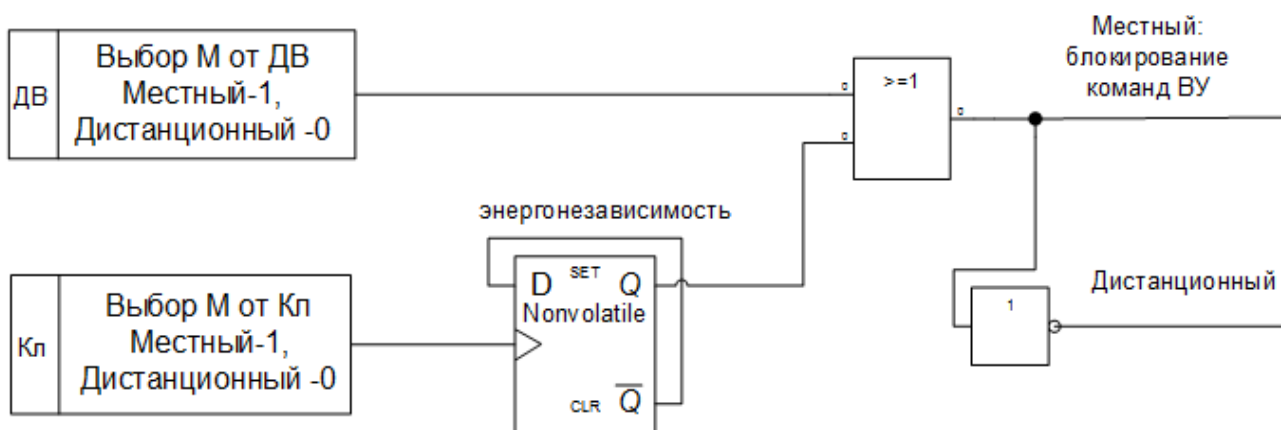 ДВ
Выбор М от ДВ
Местный-1,
Дистанционный -0
>=1
Местный:
блокирование
команд ВУ
энергонезависимость
D SET Q
Nonvolatile
CLR Q
Кл
Выбор М от Кл
Местный-1,
Дистанционный -0
1
Дистанционный